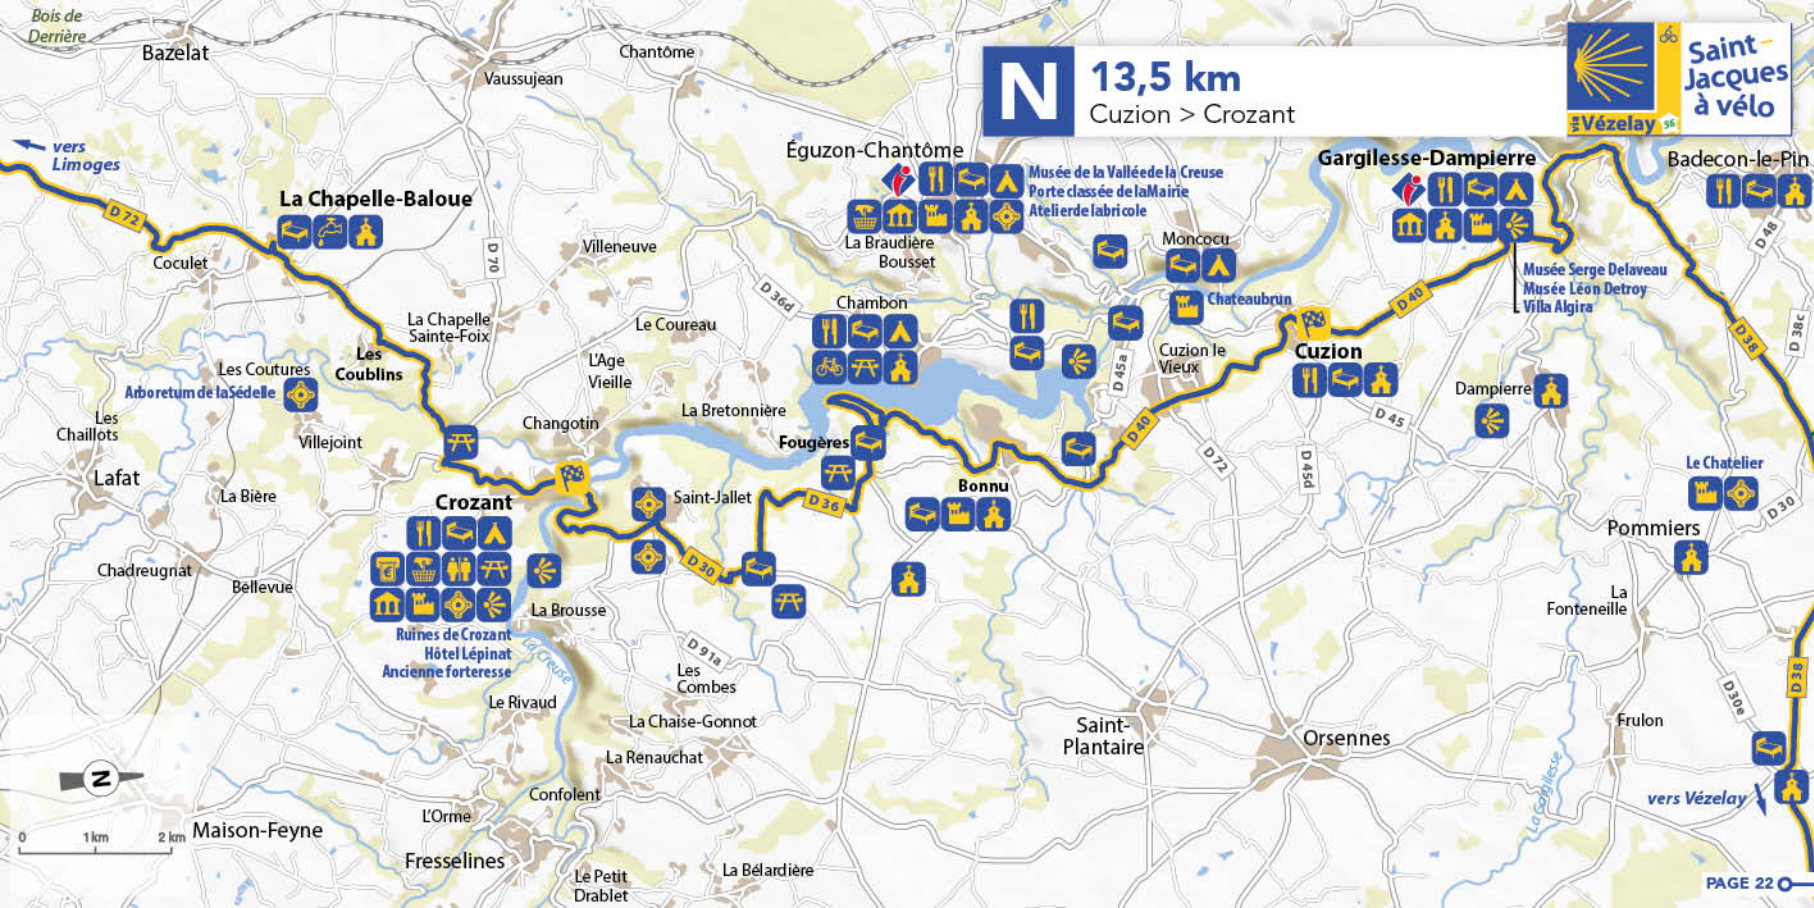 Bois de
Derrière
Bazelat
Vaussujean
Chantôme
N
13,5 km
Cuzion > Crozant
Saint-
Jacques
à vélo
via Vézelay
vers
Limoges
D 72
Coculet
La Chapelle-Baloue
D 70
Villeneuve
Éguzon-Chantôme
Musée de la Vallée de la Creuse
Porte classée de la Mairie
Atelier de labricole
La Braudière
Bousset
Moncocu
Chateaubrun
Gargilesse-Dampierre
Badecon-le-Pin
D 48
Musée Serge Delaveau
Musée Léon Detroy
Villa Algira
D 36d
Chambon
La Chapelle
Sainte-Foix
Le Coureau
L'Age
Vieille
Les
Coublins
Les Coutures
Arboretum de la Sédelle
D 45a
Cuzion le
Vieux
Cuzion
D 40
D 38
D 38c
Dampierre
D 45
D 40
D 72
D 45d
Les
Chaillots
Villejoint
Changotin
La Bretonnière
Fougères
Lafat
La Bière
Crozant
Saint-Jallet
D 36
Bonnu
Le Chatelier
D 30
Pommiers
Chadreugnat
Bellevue
D 30
La Brousse
Ruines de Crozant
Hôtel Lépinat
Ancienne forteresse
La Creuse
La
Fonteneille
D 91a
Les
Combes
Le Rivaud
La Chaise-Gonnot
La Renauchat
Saint-
Plantaire
Orsennes
D 38
D 30e
Frulon
La Gargilesse
vers Vézelay
N
0 1 km 2 km
Maison-Feyne
L'Orme
Confolent
Fresselines
Le Petit
Drablet
La Bélardière
PAGE 22